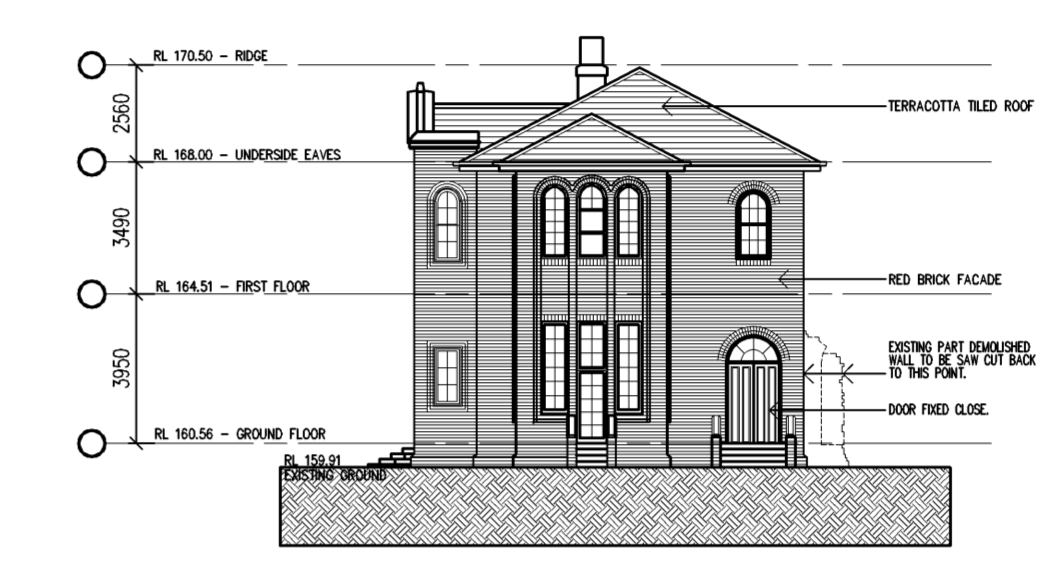 RL 170.50 – RIDGE
2560
TERRACOTTA TILED ROOF
RL 168.00 – UNDERSIDE EAVES
3490
RED BRICK FACADE
RL 164.51 – FIRST FLOOR
3950
EXISTING PART DEMOLISHED
WALL TO BE SAW CUT BACK
TO THIS POINT.
DOOR FIXED CLOSE.
RL 160.56 – GROUND FLOOR
RL 159.91
EXISTING GROUND